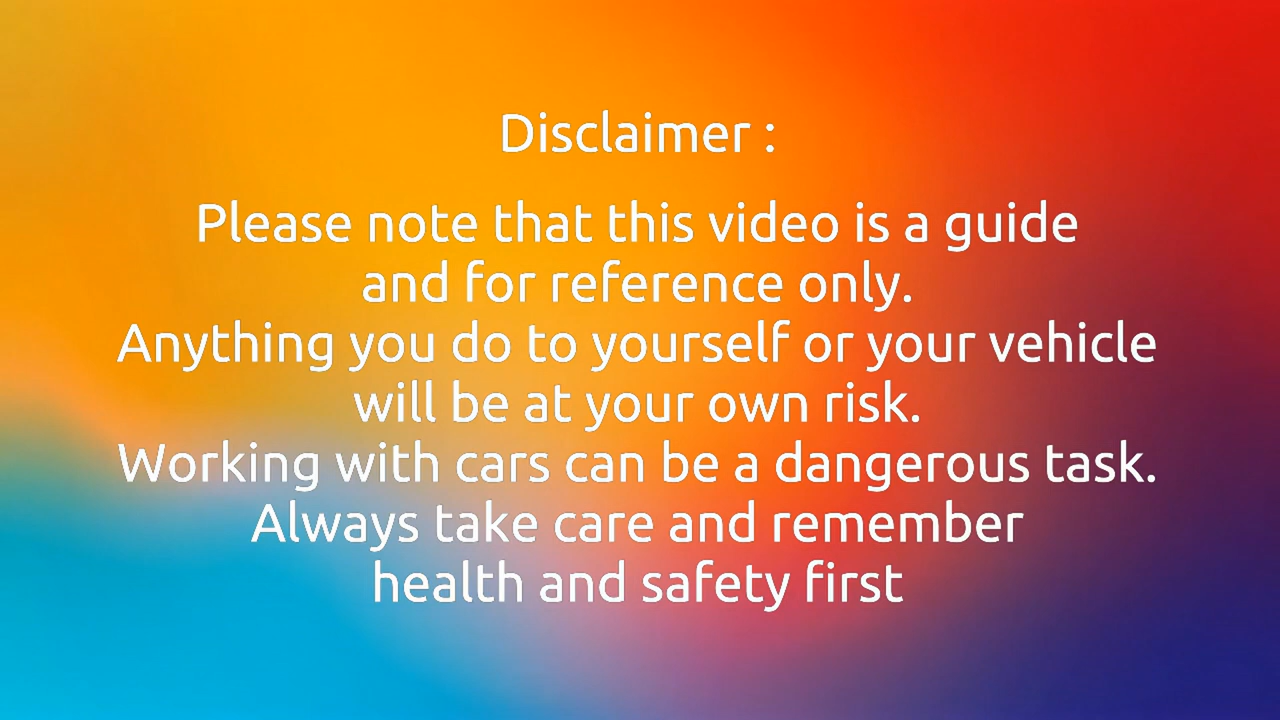 Disclaimer :
Please note that this video is a guide
and for reference only.
Anything you do to yourself or your vehicle
will be at your own risk.
Working with cars can be a dangerous task.
Always take care and remember
health and safety first